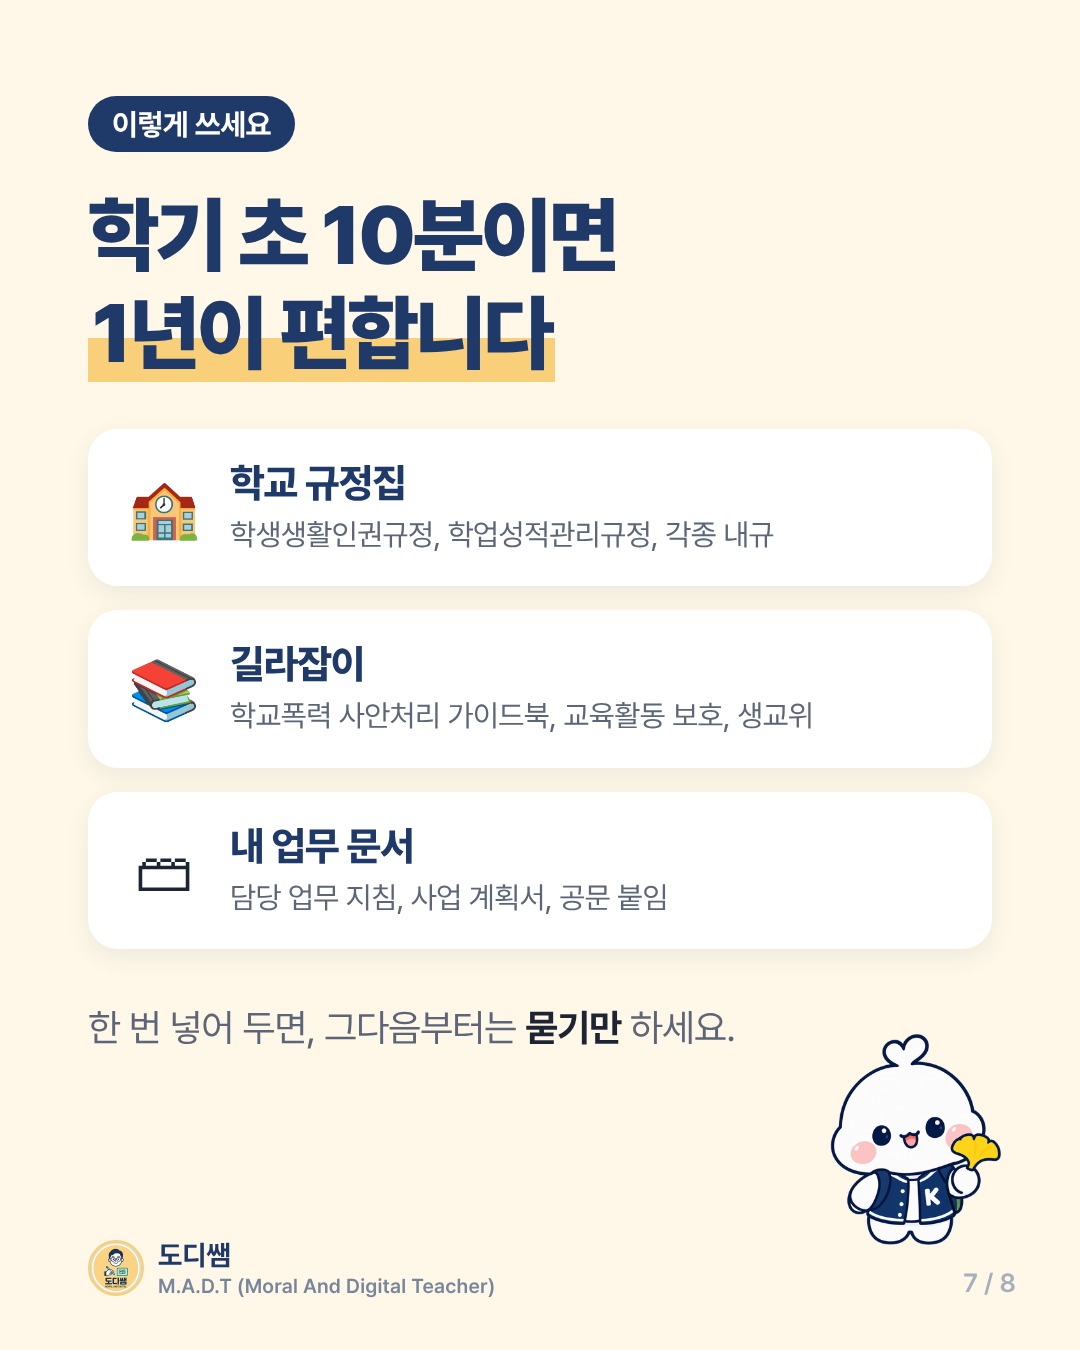 이렇게 쓰세요
학기 초 10분이면
1년이 편합니다
학교 규정집
학생생활인권규정, 학업성적관리규정, 각종 내규
길라잡이
학교폭력 사안처리 가이드북, 교육활동 보호, 생교위
내 업무 문서
담당 업무 지침, 사업 계획서, 공문 붙임
한 번 넣어 두면, 그다음부터는 묻기만 하세요.
K
도디쌤
도디쌤
M.A.D.T (Moral And Digital Teacher)
7 / 8